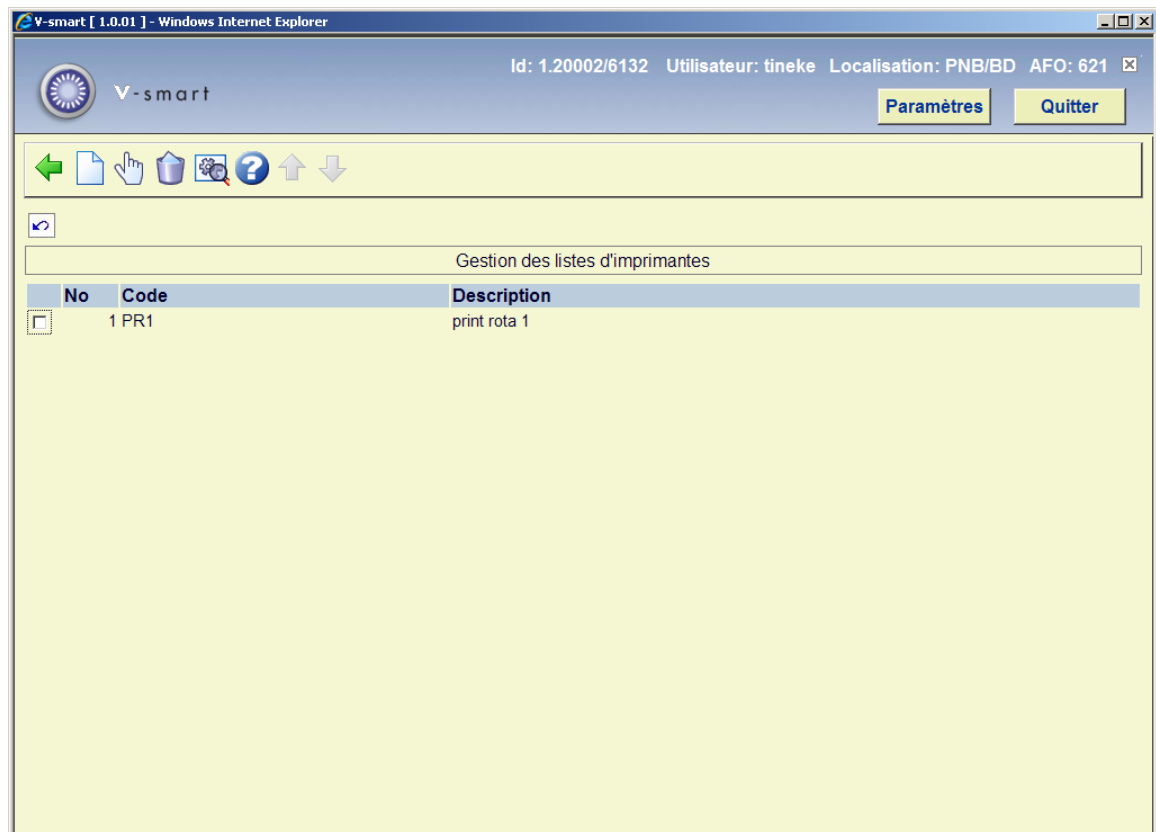 V-smart [ 1.0.01 ] - Windows Internet Explorer
Id: 1.20002/6132 Utilisateur: tineke Localisation: PNB/BD AFO: 621
V-smart
Paramètres Quitter
Gestion des listes d'imprimantes
No Code Description
1 PR1 print rota 1